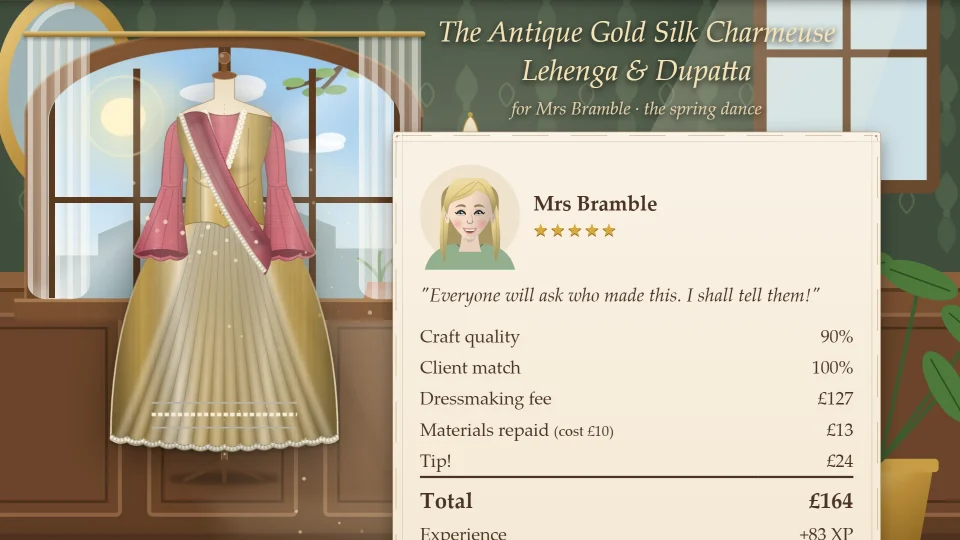 The Antique Gold Silk Charmeuse
Lehenga & Dupatta
for Mrs Bramble · the spring dance
Mrs Bramble
"Everyone will ask who made this. I shall tell them!"
Craft quality 90%
Client match 100%
Dressmaking fee £127
Materials repaid (cost £10) £13
Tip! £24
Total £164
Experience +83 XP